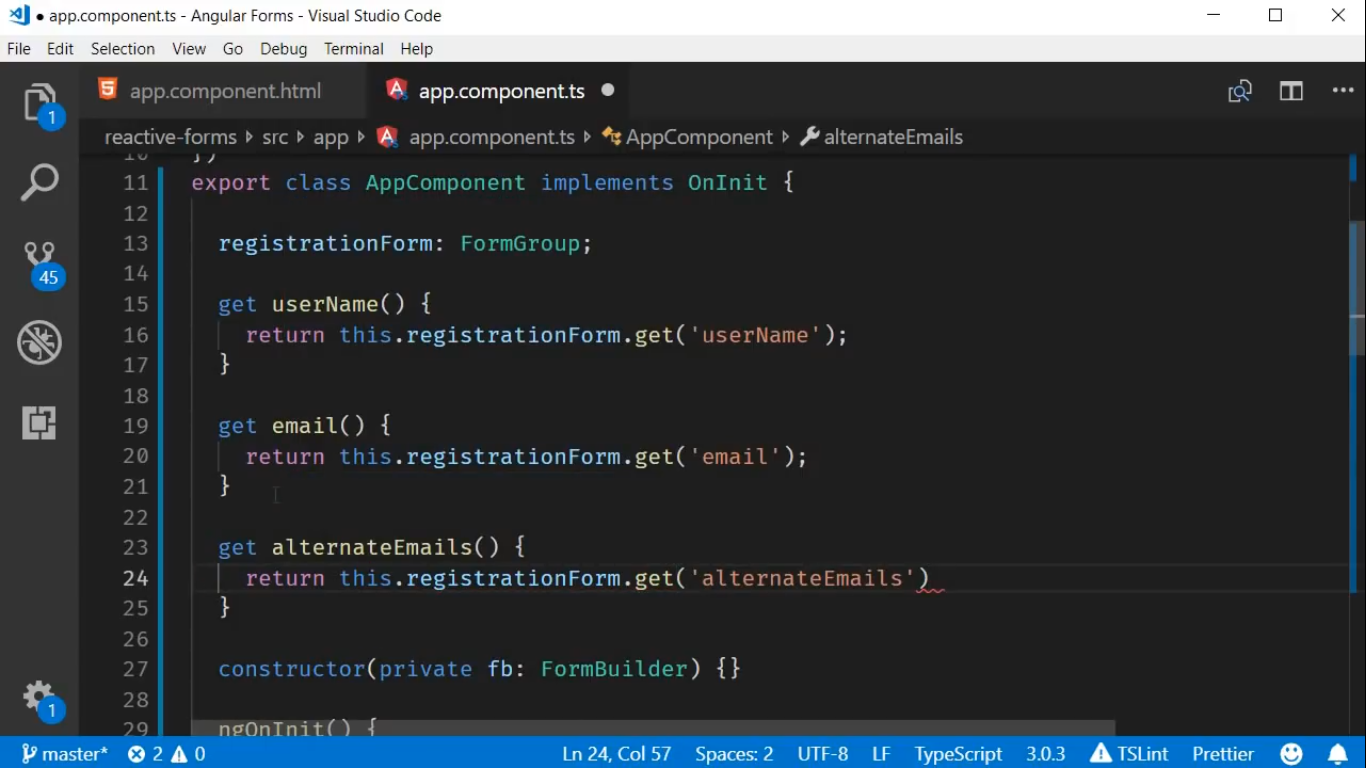 app.component.ts - Angular Forms - Visual Studio Code
File Edit Selection View Go Debug Terminal Help
app.component.html app.component.ts
reactive-forms src app app.component.ts AppComponent alternateEmails
10 })
11 export class AppComponent implements OnInit {
12
13 registrationForm: FormGroup;
14
15 get userName() {
16 return this.registrationForm.get('userName');
17 }
18
19 get email() {
20 return this.registrationForm.get('email');
21 }
22
23 get alternateEmails() {
24 return this.registrationForm.get('alternateEmails')
25 }
26
27 constructor(private fb: FormBuilder) {}
28
29 ngOnInit() {
1
45
1
master* 2 0 Ln 24, Col 57 Spaces: 2 UTF-8 LF TypeScript 3.0.3 TSLint Prettier